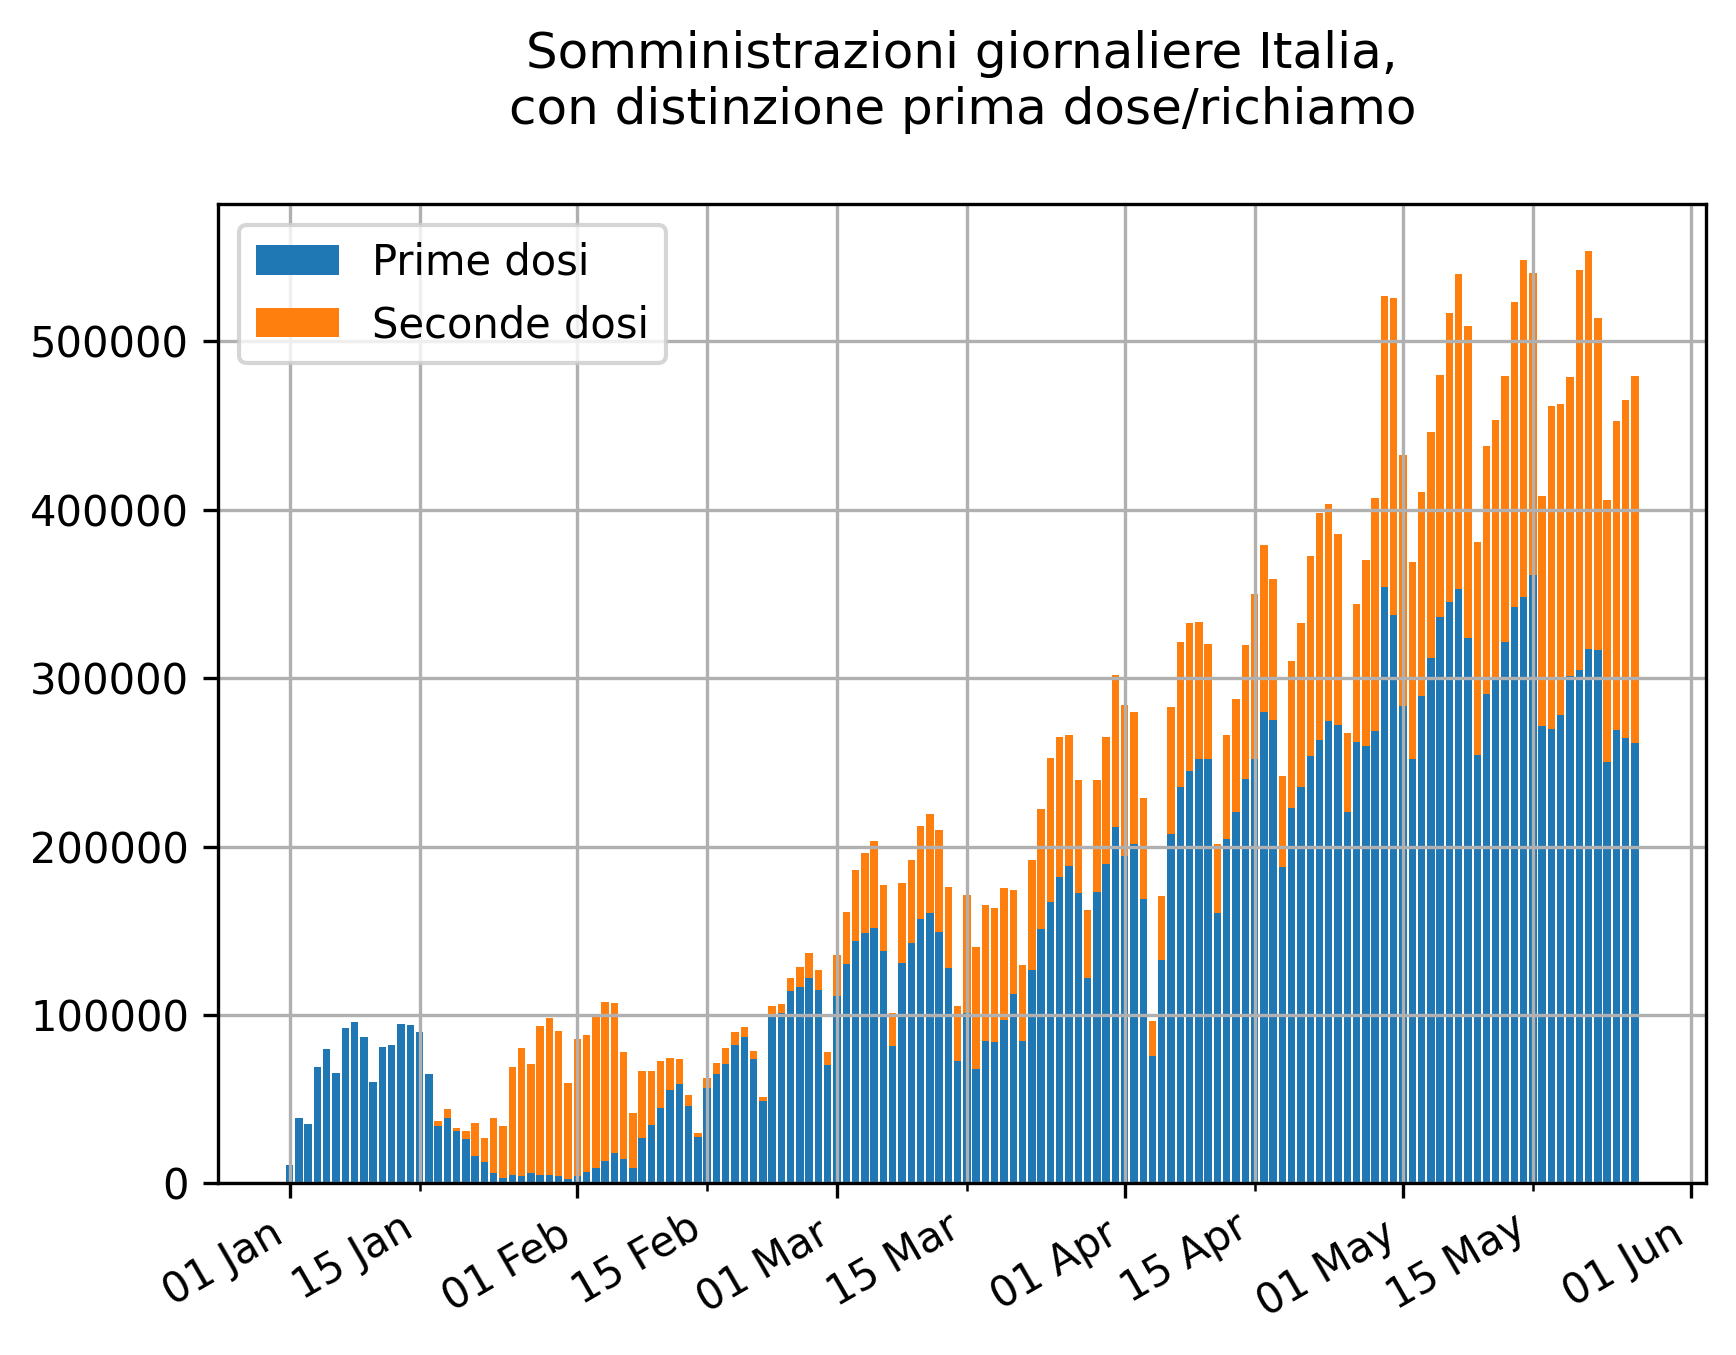 Somministrazioni giornaliere Italia,
con distinzione prima dose/richiamo
Prime dosi
Seconde dosi
500000
400000
300000
200000
100000
0
01 Jan
15 Jan
01 Feb
15 Feb
01 Mar
15 Mar
01 Apr
15 Apr
01 May
15 May
01 Jun